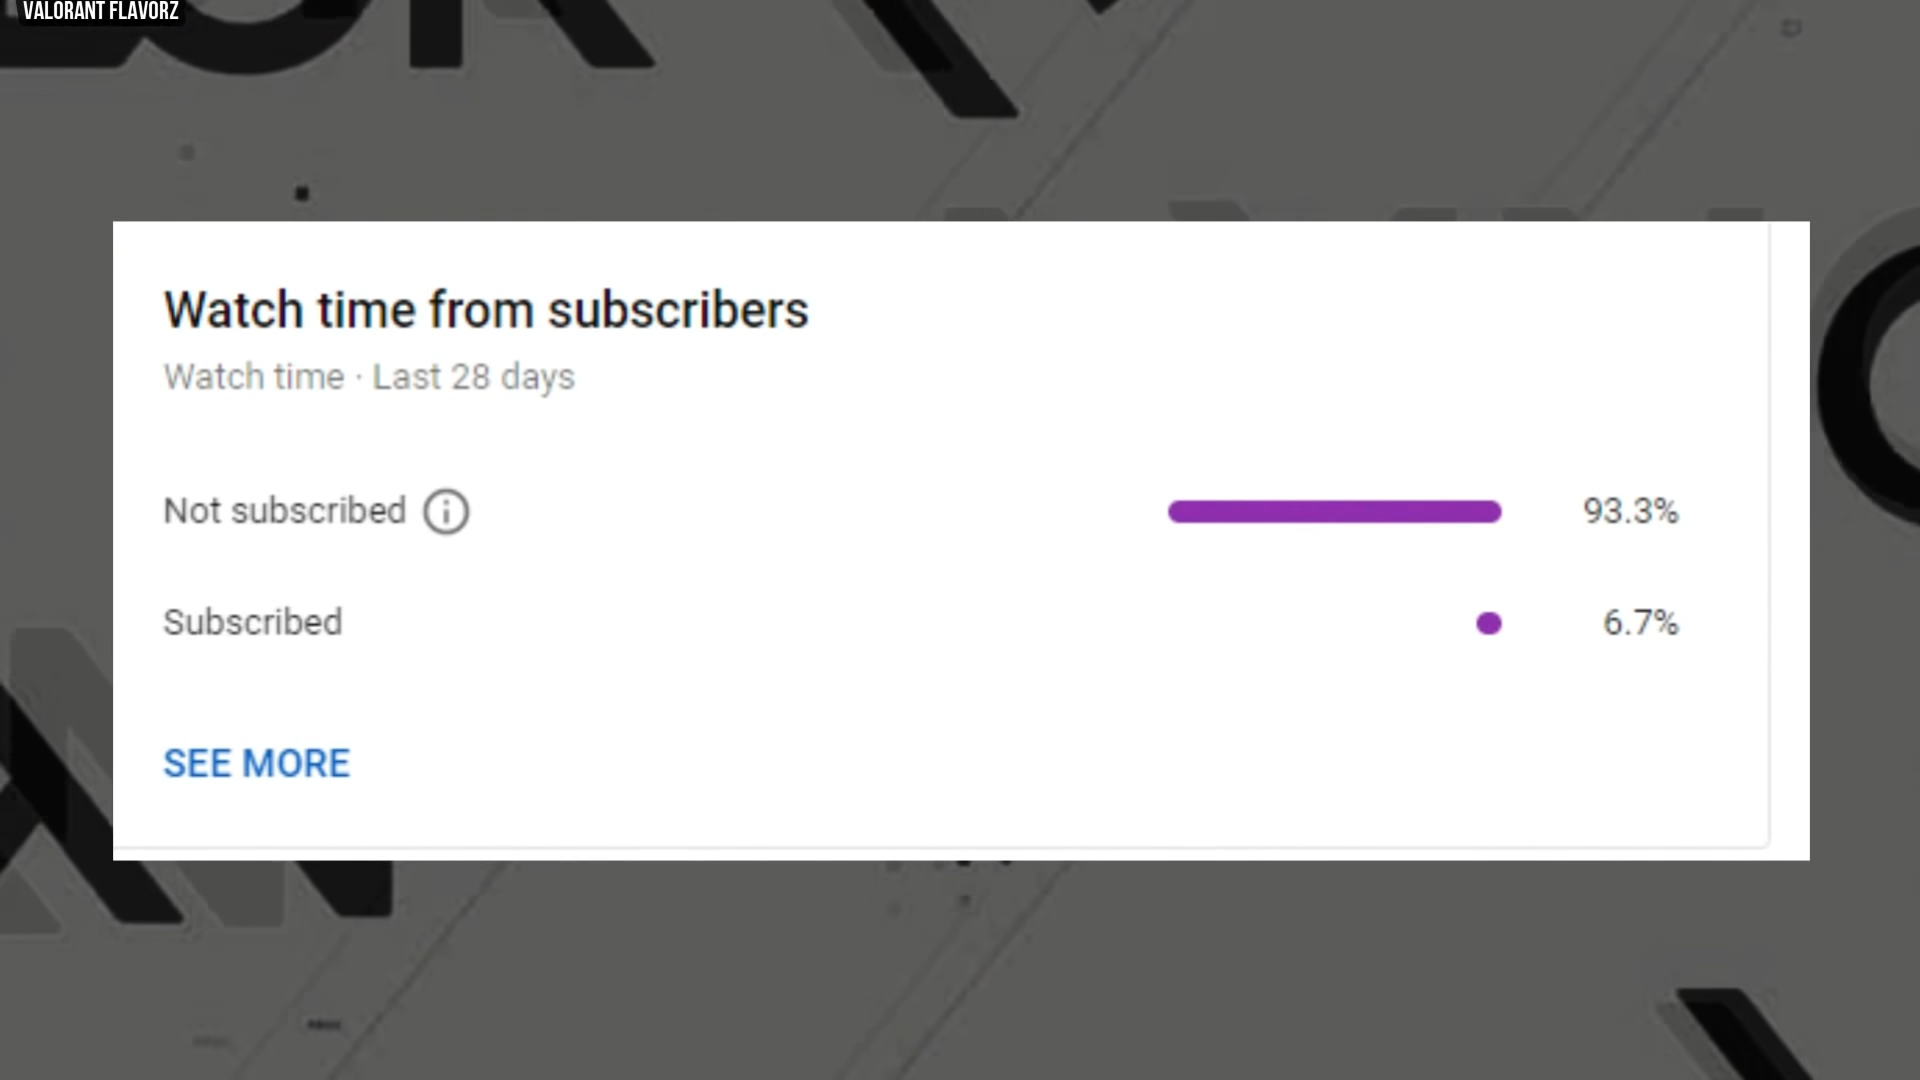 VALORANT FLAVORZ
Watch time from subscribers
Watch time · Last 28 days
Not subscribed 93.3%
Subscribed 6.7%
SEE MORE